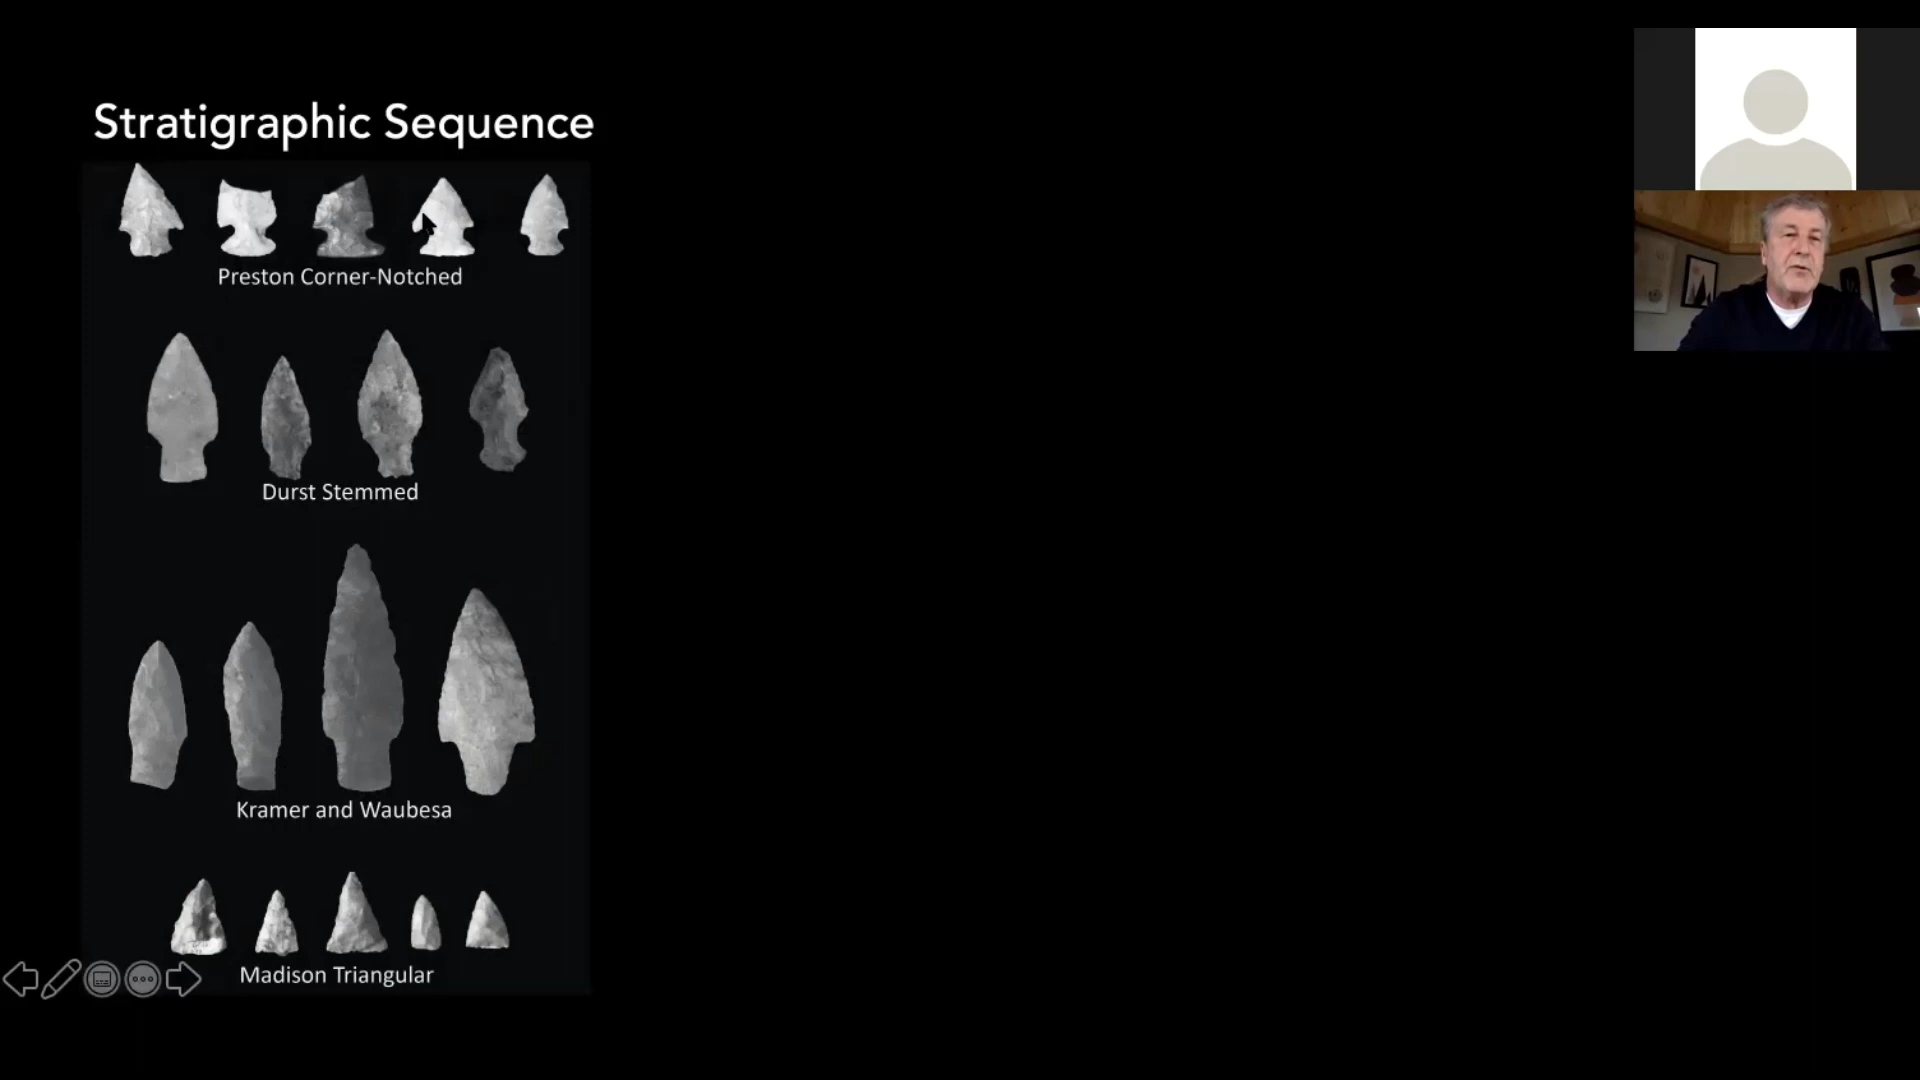 Stratigraphic Sequence
Preston Corner-Notched
Durst Stemmed
Kramer and Waubesa
Madison Triangular